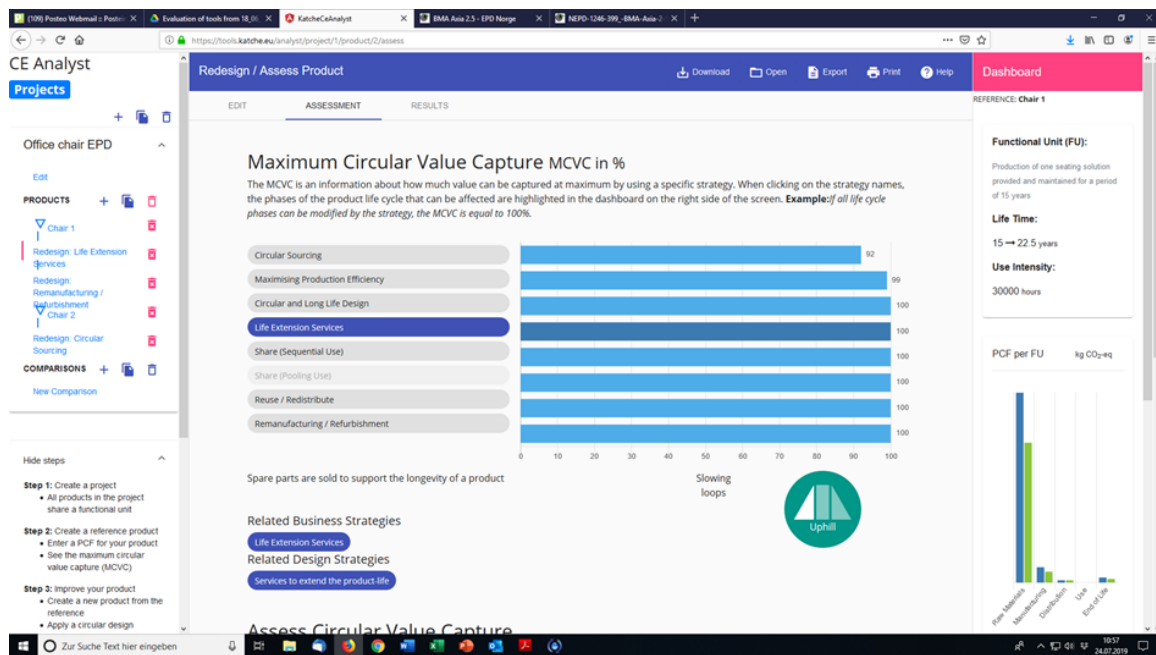 (109) Posteo Webmail :: Posteo
Evaluation of tools from 18_06
KatcheCeAnalyst
BMA Axia 2.5 - EPD Norge
NEPD-1246-399_-BMA-Axia-2-
https://tools.katche.eu/analyst/project/1/product/2/assess
CE Analyst
Projects
Office chair EPD
Edit
PRODUCTS
Chair 1
Redesign: Life Extension
Services
Redesign:
Remanufacturing /
Refurbishment
Chair 2
Redesign: Circular
Sourcing
COMPARISONS
New Comparison
Hide steps
Step 1: Create a project
• All products in the project
share a functional unit
Step 2: Create a reference product
• Enter a PCF for your product
• See the maximum circular
value capture (MCVC)
Step 3: Improve your product
• Create a new product from the
reference
• Apply a circular design
Redesign / Assess Product
Download
Open
Export
Print
Help
EDIT
ASSESSMENT
RESULTS
Maximum Circular Value Capture MCVC in %
The MCVC is an information about how much value can be captured at maximum by using a specific strategy. When clicking on the strategy names,
the phases of the product life cycle that can be affected are highlighted in the dashboard on the right side of the screen. Example:If all life cycle
phases can be modified by the strategy, the MCVC is equal to 100%.
Circular Sourcing
92
Maximising Production Efficiency
99
Circular and Long Life Design
100
Life Extension Services
100
Share (Sequential Use)
100
Share (Pooling Use)
100
Reuse / Redistribute
100
Remanufacturing / Refurbishment
100
0 10 20 30 40 50 60 70 80 90 100
Spare parts are sold to support the longevity of a product
Slowing
loops
Uphill
Related Business Strategies
Life Extension Services
Related Design Strategies
Services to extend the product-life
Assess Circular Value Capture
Dashboard
REFERENCE: Chair 1
Functional Unit (FU):
Production of one seating solution
provided and maintained for a period
of 15 years
Life Time:
15 → 22.5 years
Use Intensity:
30000 hours
PCF per FU
kg CO₂-eq
Raw Materials
Manufacturing
Distribution
Use
End of Life
Zur Suche Text hier eingeben
10:57
24.07.2019